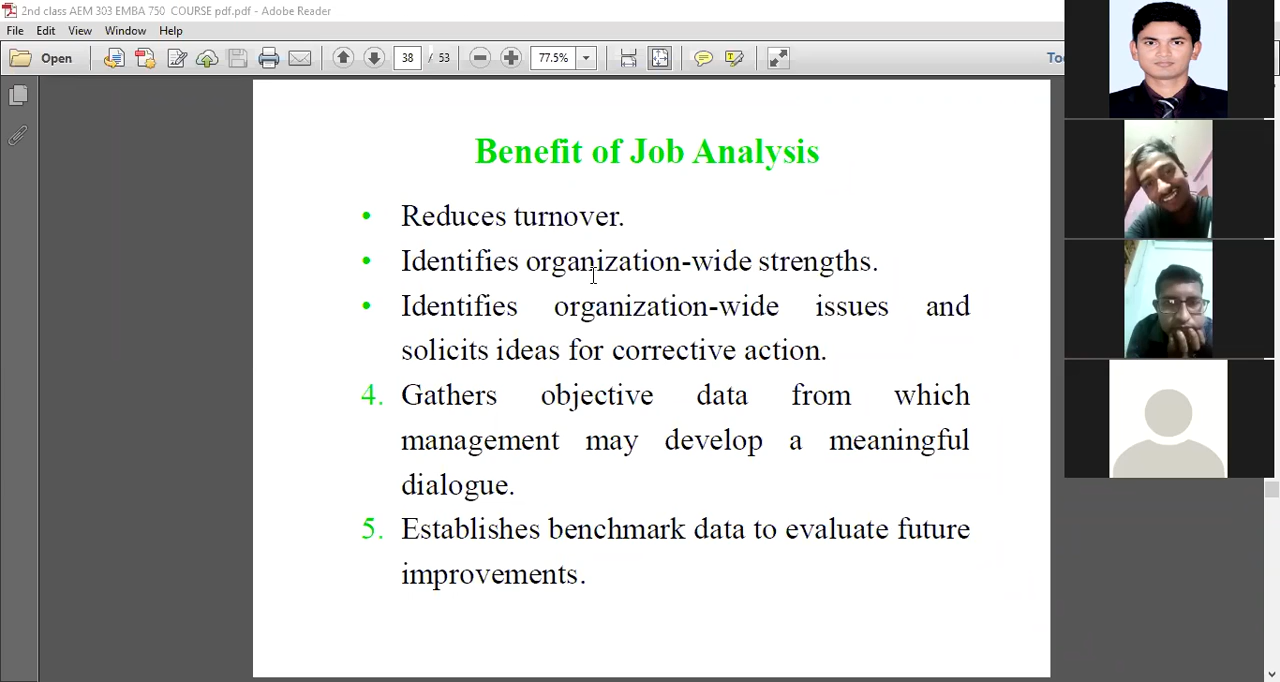 2nd class AEM 303 EMBA 750 COURSE pdf.pdf - Adobe Reader
File Edit View Window Help
Open 38 / 53 77.5%
Benefit of Job Analysis
• Reduces turnover.
• Identifies organization-wide strengths.
• Identifies organization-wide issues and
solicits ideas for corrective action.
4. Gathers objective data from which
management may develop a meaningful
dialogue.
5. Establishes benchmark data to evaluate future
improvements.